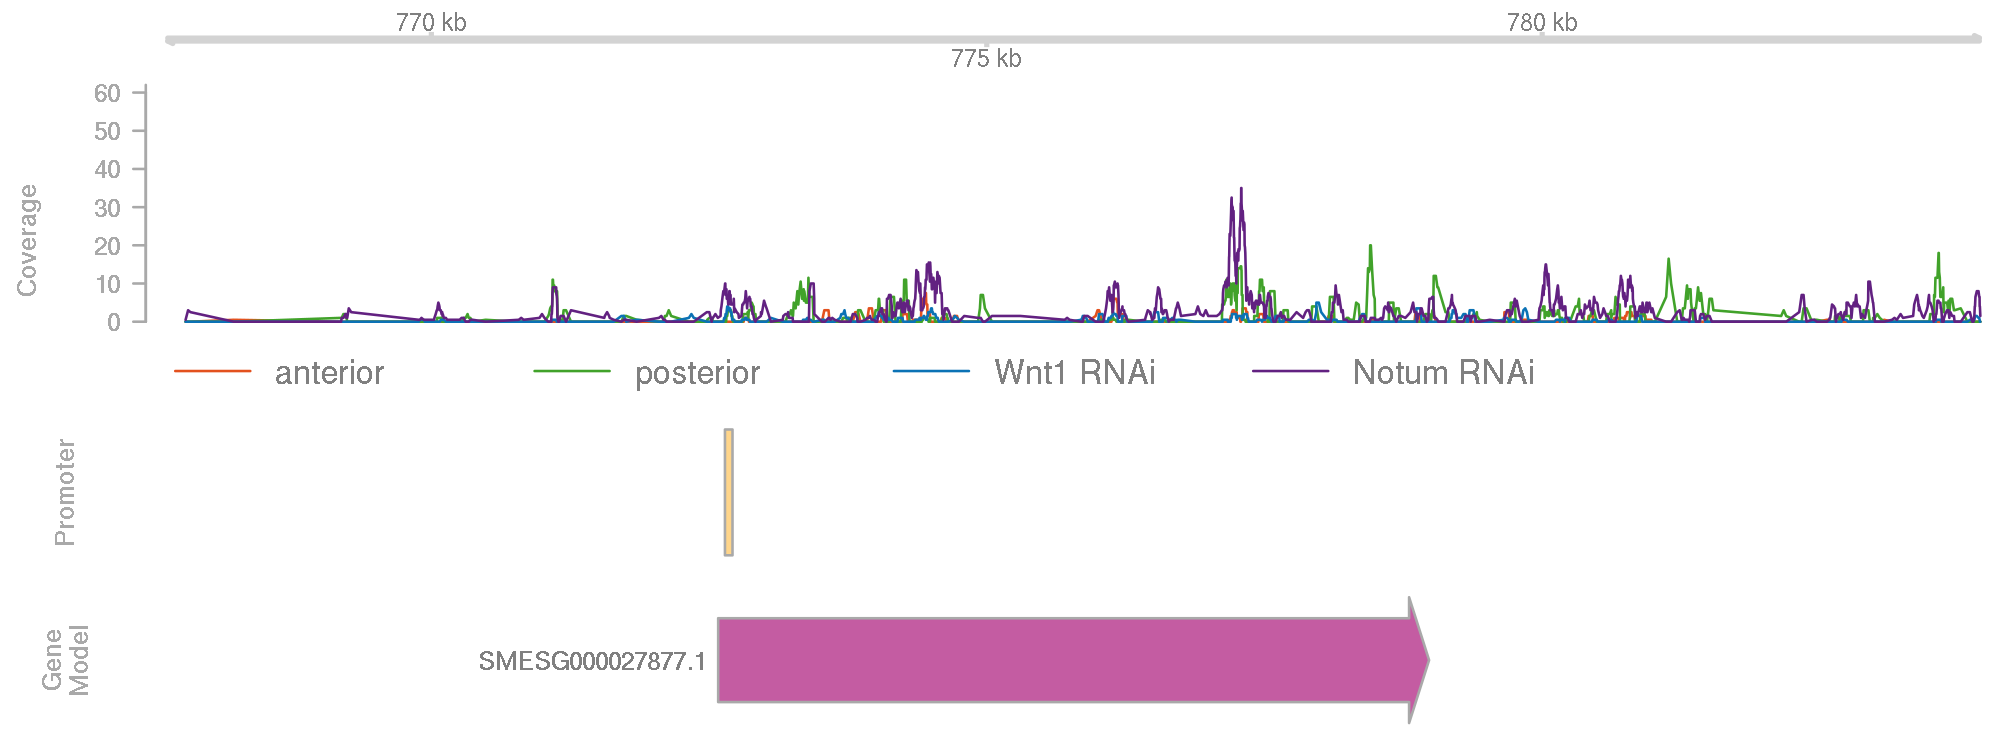 770 kb
780 kb
775 kb
60
50
40
30
20
10
0
Coverage
anterior posterior Wnt1 RNAi Notum RNAi
Promoter
Gene
Model
SMESG000027877.1